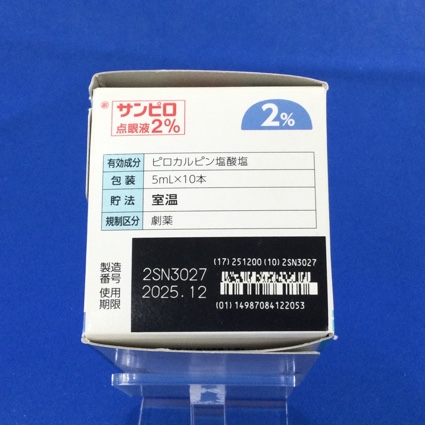 サンピロ
点眼液2%
2%
有効成分 ピロカルピン塩酸塩
包装 5mL×10本
貯法 室温
規制区分 劇薬
(17) 251200 (10) 2SN3027
製造番号 2SN3027
使用期限 2025.12
(01) 14987084122053